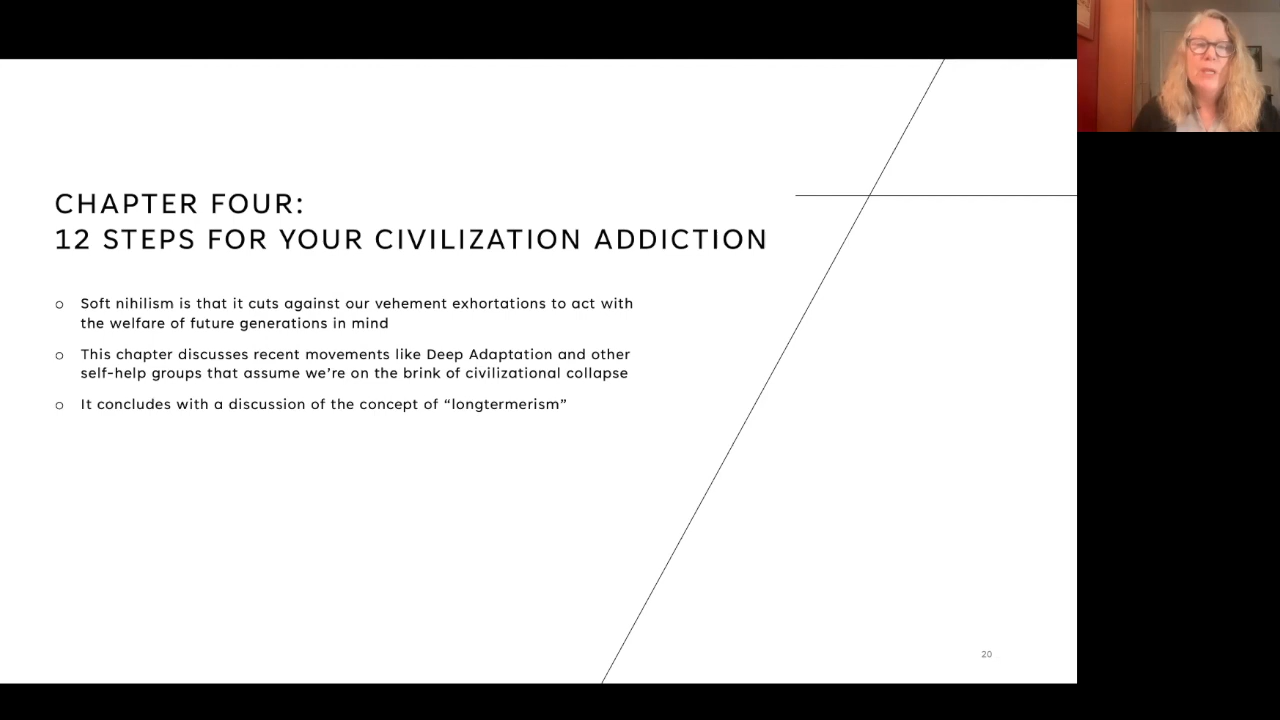 CHAPTER FOUR:
12 STEPS FOR YOUR CIVILIZATION ADDICTION
○ Soft nihilism is that it cuts against our vehement exhortations to act with
the welfare of future generations in mind
○ This chapter discusses recent movements like Deep Adaptation and other
self-help groups that assume we’re on the brink of civilizational collapse
○ It concludes with a discussion of the concept of “longtermerism”
20